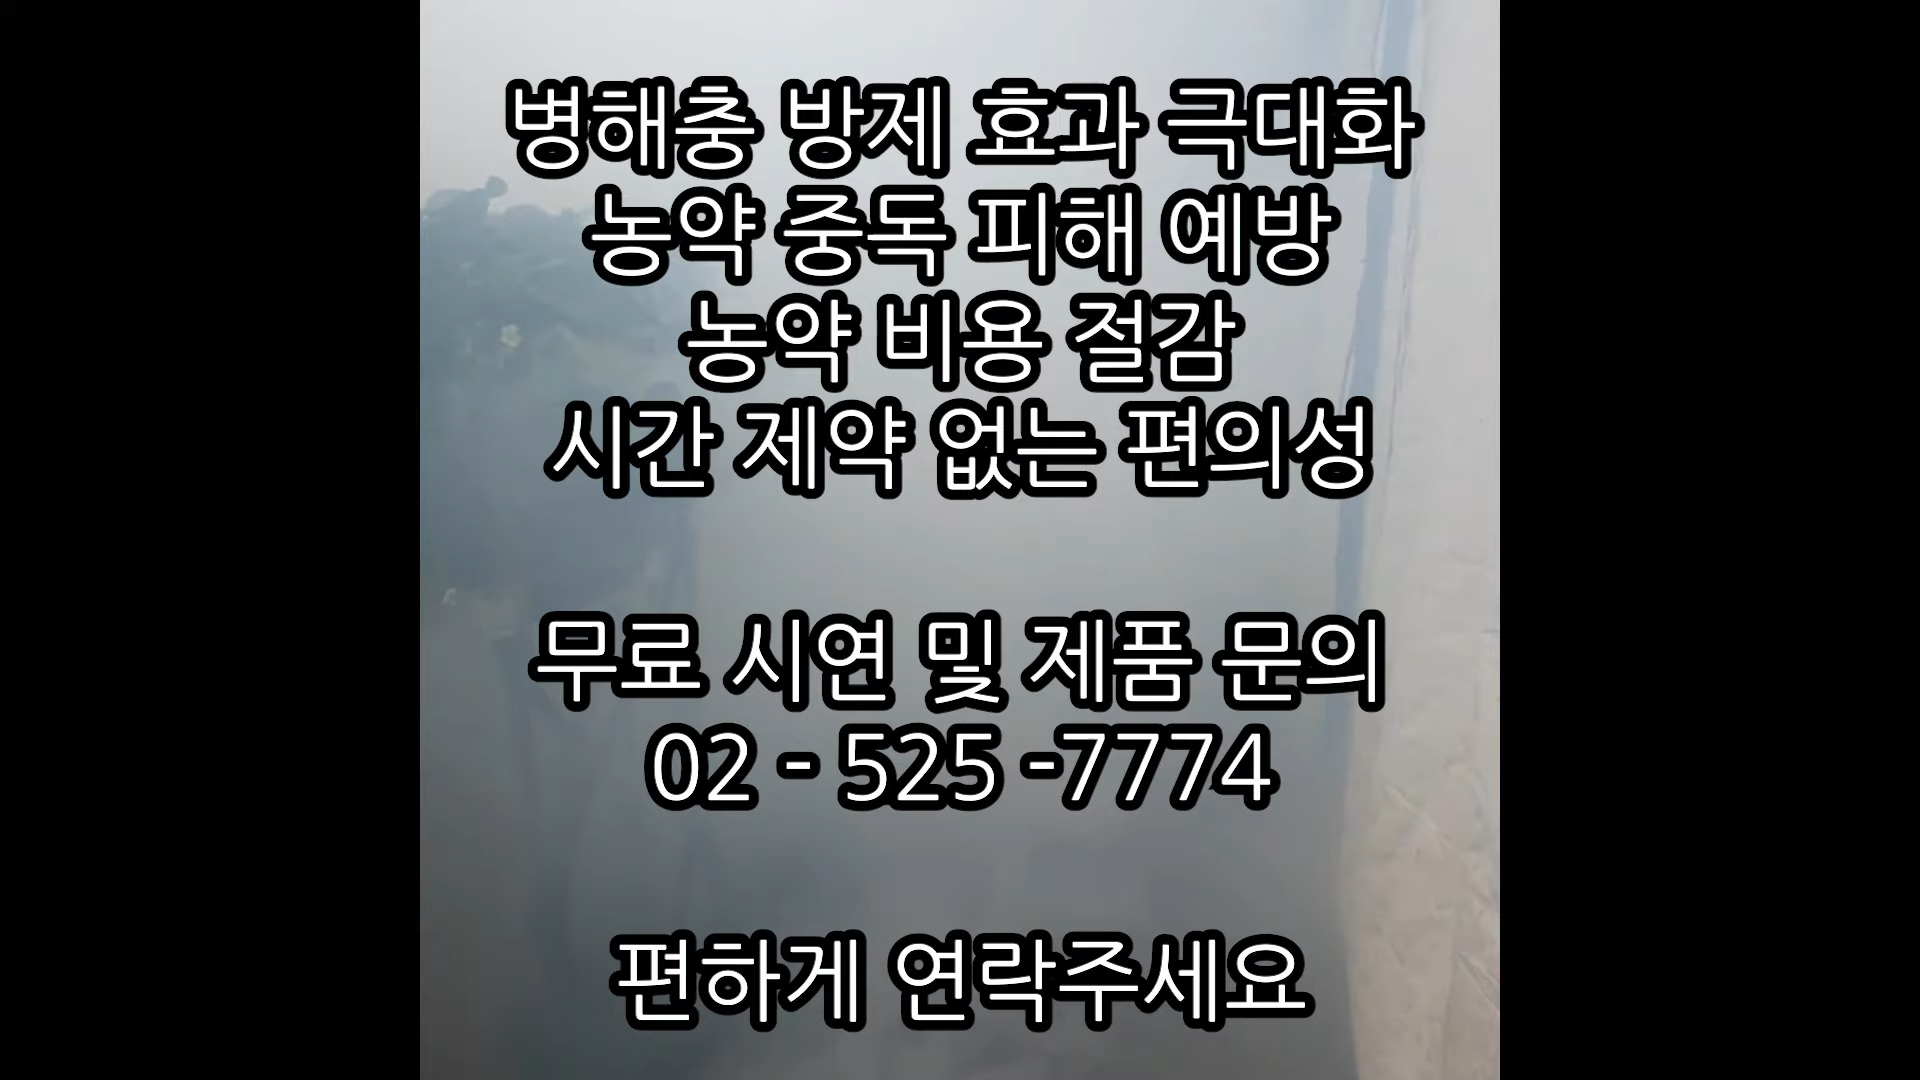 병해충 방제 효과 극대화
농약 중독 피해 예방
농약 비용 절감
시간 제약 없는 편의성
무료 시연 및 제품 문의
02 - 525 -7774
편하게 연락주세요